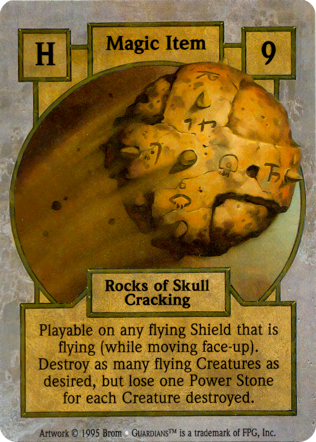 H
Magic Item
9
Rocks of Skull
Cracking
Playable on any flying Shield that is
flying (while moving face-up).
Destroy as many flying Creatures as
desired, but lose one Power Stone
for each Creature destroyed.
Artwork © 1995 Brom • GUARDIANS™ is a trademark of FPG, Inc.